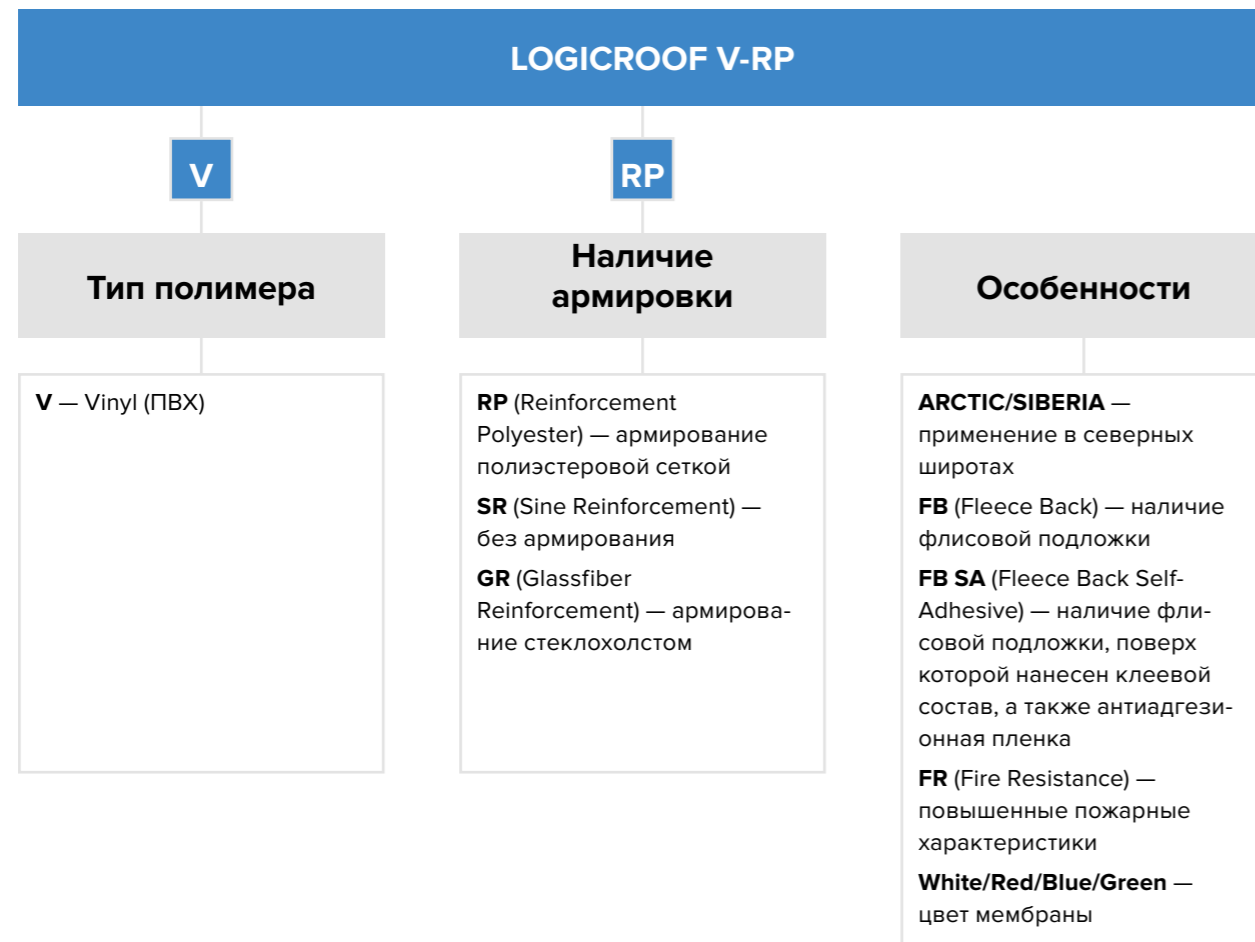 LOGICROOF V-RP
V
RP
Тип полимера
Наличие
армировки
Особенности
V — Vinyl (ПВХ)
RP (Reinforcement
Polyester) — армирование
полиэстеровой сеткой
SR (Sine Reinforcement) —
без армирования
GR (Glassfiber
Reinforcement) — армирова-
ние стеклохолстом
ARCTIC/SIBERIA —
применение в северных
широтах
FB (Fleece Back) — наличие
флисовой подложки
FB SA (Fleece Back Self-
Adhesive) — наличие фли-
совой подложки, поверх
которой нанесен клеевой
состав, а также антиадгези-
онная пленка
FR (Fire Resistance) —
повышенные пожарные
характеристики
White/Red/Blue/Green —
цвет мембраны